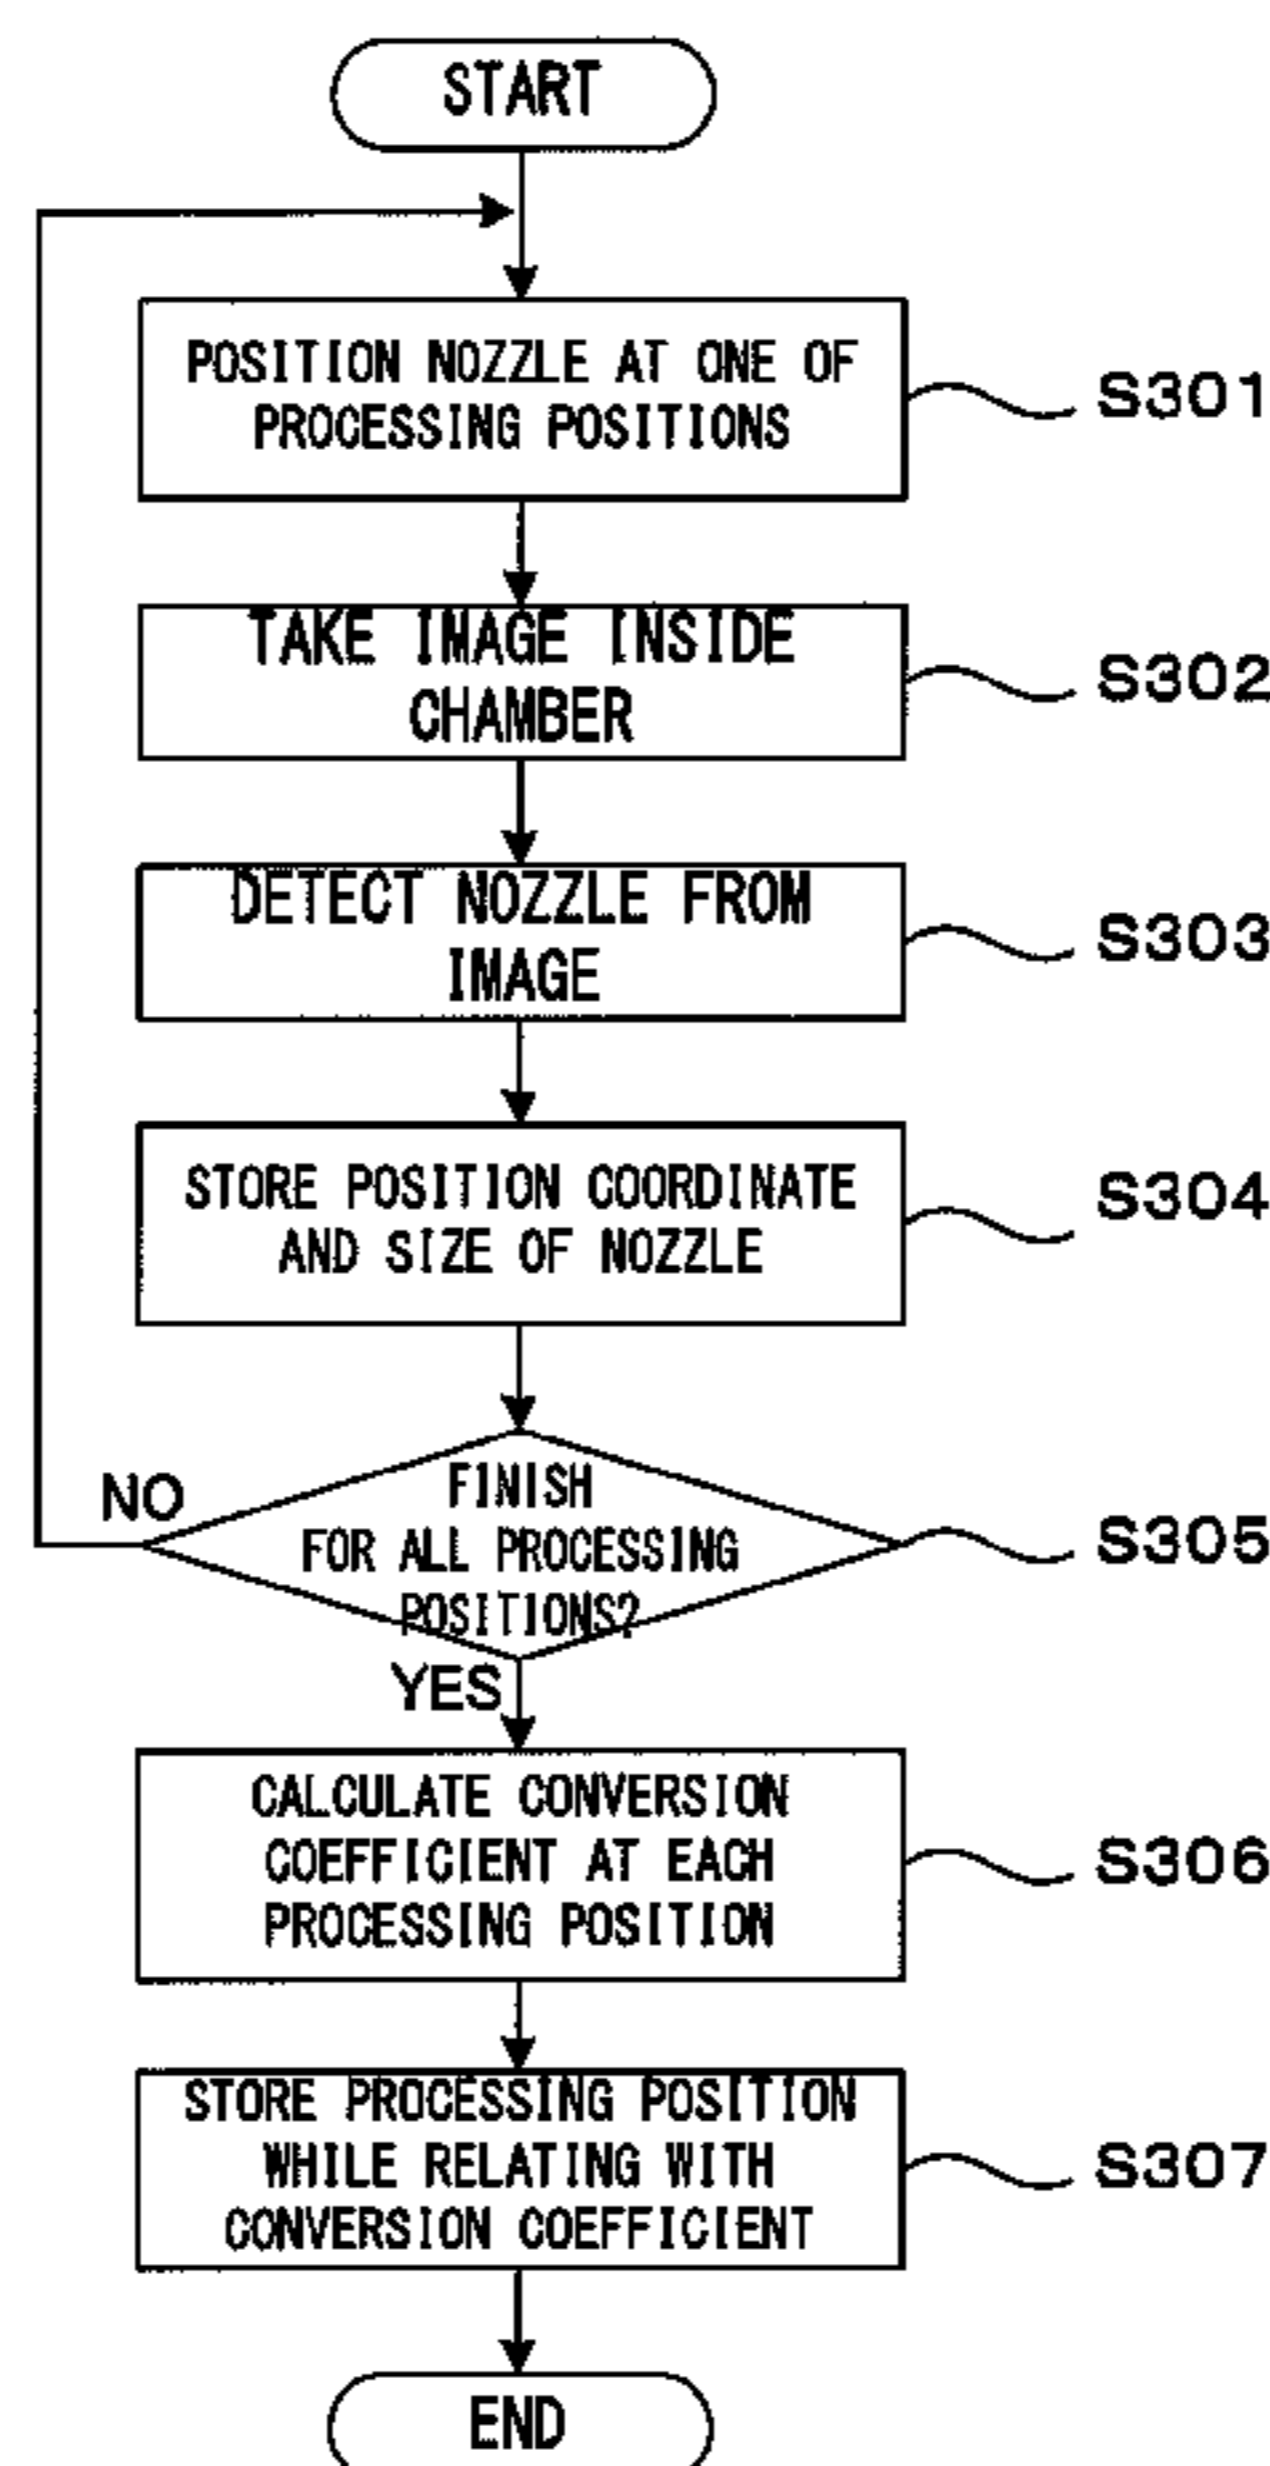 START
POSITION NOZZLE AT ONE OF
PROCESSING POSITIONS
S301
TAKE IMAGE INSIDE
CHAMBER
S302
DETECT NOZZLE FROM
IMAGE
S303
STORE POSITION COORDINATE
AND SIZE OF NOZZLE
S304
NO
FINISH
FOR ALL PROCESSING
POSITIONS?
S305
YES
CALCULATE CONVERSION
COEFFICIENT AT EACH
PROCESSING POSITION
S306
STORE PROCESSING POSITION
WHILE RELATING WITH
CONVERSION COEFFICIENT
S307
END